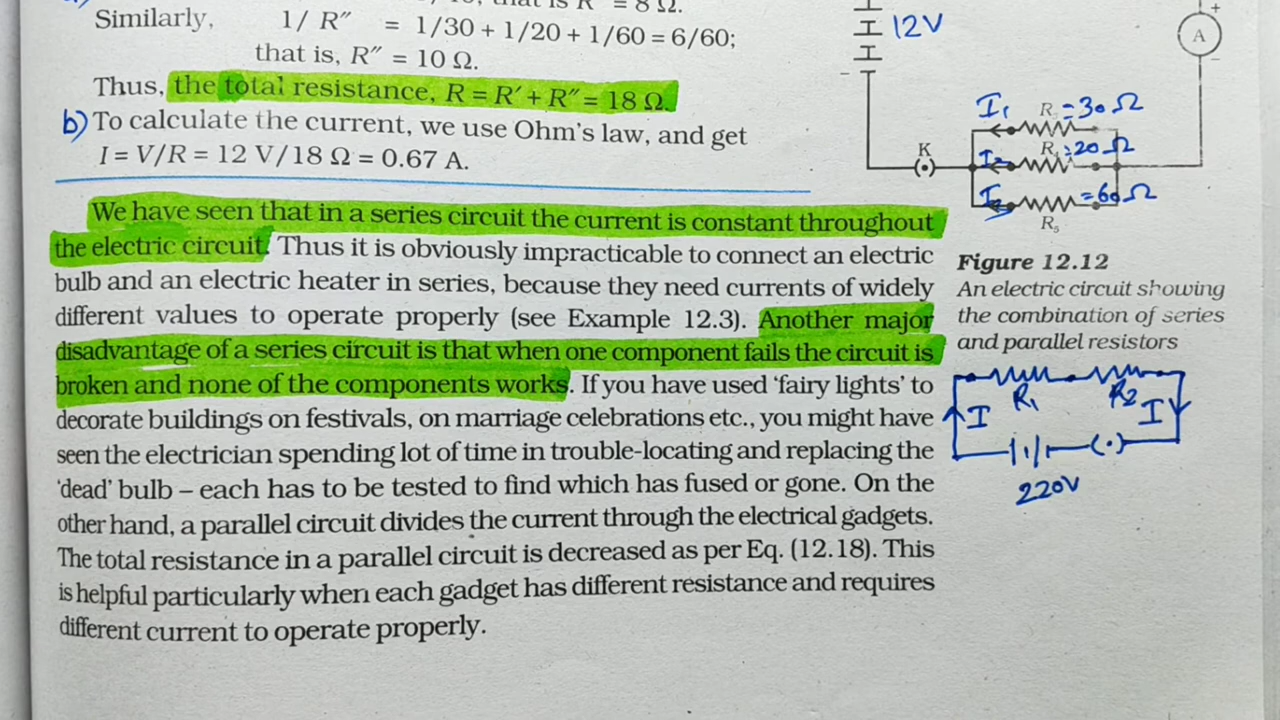 = 8 Ω.
Similarly, 1/ R″ = 1/30 + 1/20 + 1/60 = 6/60;
that is, R″ = 10 Ω.
Thus, the total resistance, R = R′ + R″ = 18 Ω.
b) To calculate the current, we use Ohm's law, and get
I = V/R = 12 V/18 Ω = 0.67 A.
We have seen that in a series circuit the current is constant throughout
the electric circuit. Thus it is obviously impracticable to connect an electric
bulb and an electric heater in series, because they need currents of widely
different values to operate properly (see Example 12.3). Another major
disadvantage of a series circuit is that when one component fails the circuit is
broken and none of the components works. If you have used 'fairy lights' to
decorate buildings on festivals, on marriage celebrations etc., you might have
seen the electrician spending lot of time in trouble-locating and replacing the
'dead' bulb – each has to be tested to find which has fused or gone. On the
other hand, a parallel circuit divides the current through the electrical gadgets.
The total resistance in a parallel circuit is decreased as per Eq. (12.18). This
is helpful particularly when each gadget has different resistance and requires
different current to operate properly.
12V
+
A
–
-
I₁ R =30Ω
K
I₂ R₄=20Ω
I₃ =60Ω
R₅
Figure 12.12
An electric circuit showing
the combination of series
and parallel resistors
R₁ R₂
I I
220V